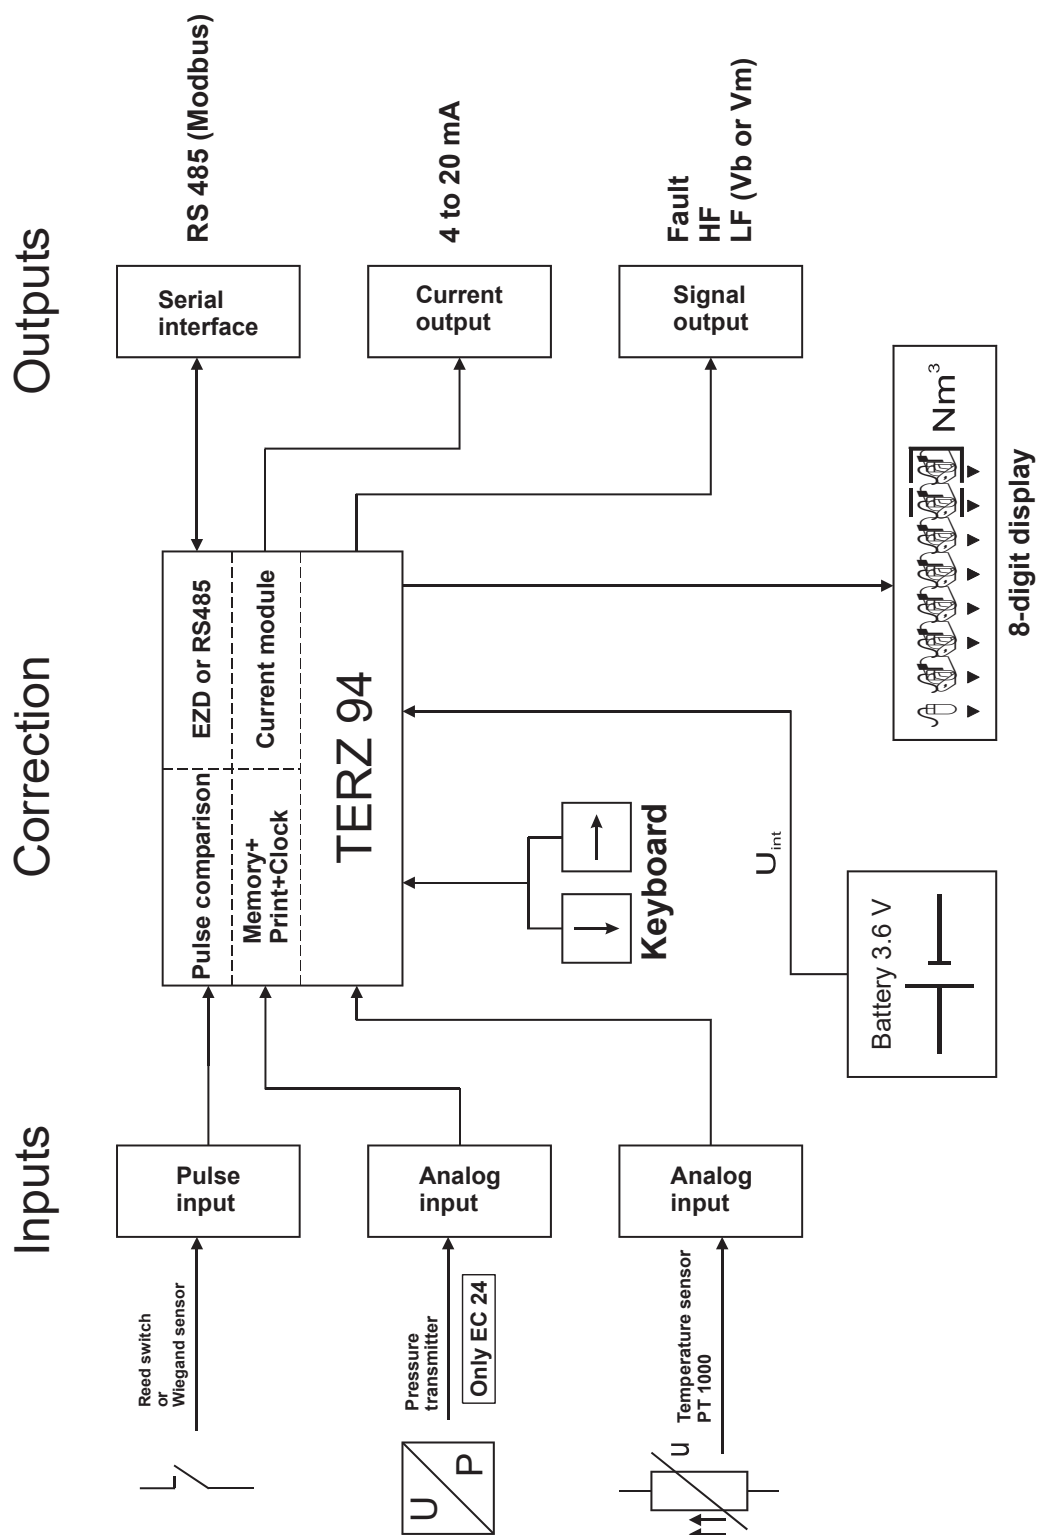 Inputs
Correction
Outputs
Reed switch
or
Wiegand sensor
Pulse
input
Pulse comparison
EZD or RS485
Serial
interface
RS 485 (Modbus)
U
P
Pressure
transmitter
Only EC 24
Analog
input
Memory+
Print+Clock
Current module
Current
output
4 to 20 mA
TERZ 94
u
Temperature sensor
PT 1000
Analog
input
Signal
output
Fault
HF
LF (Vb or Vm)
Keyboard
Uint
Battery 3.6 V
Nm³
8-digit display